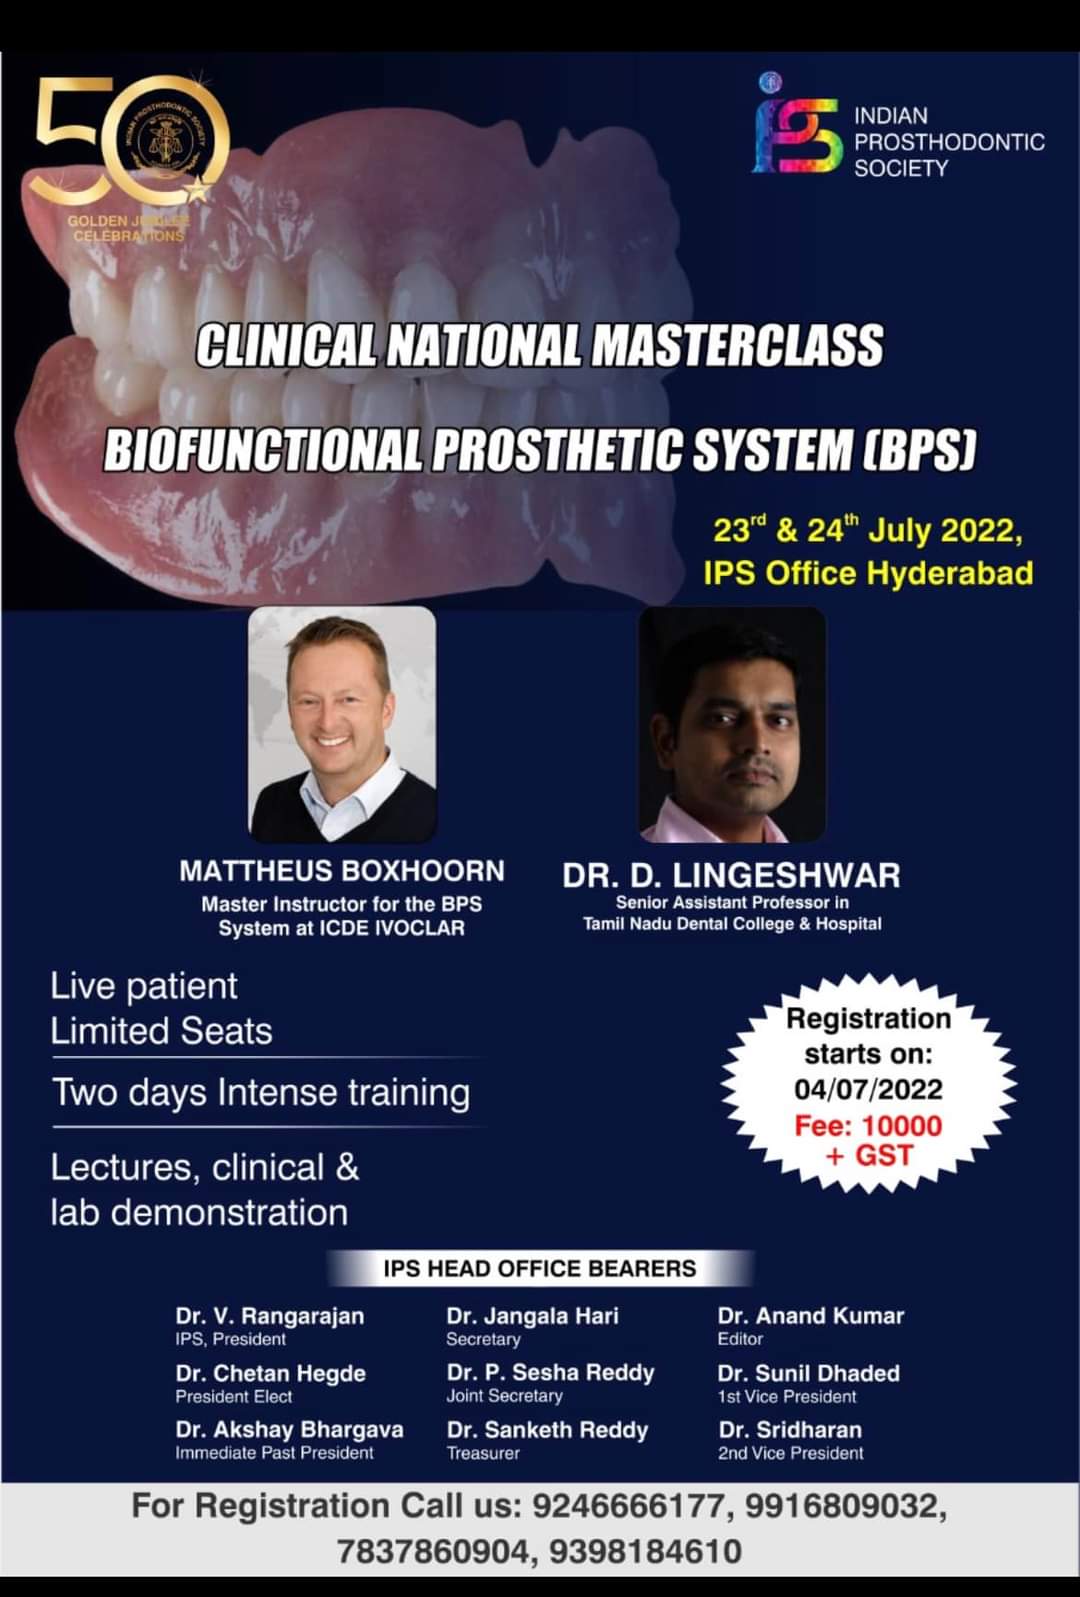 50
INDIAN PROSTHODONTIC SOCIETY
GOLDEN JUBILEE
CELEBRATIONS
iPS
INDIAN
PROSTHODONTIC
SOCIETY
CLINICAL NATIONAL MASTERCLASS
BIOFUNCTIONAL PROSTHETIC SYSTEM (BPS)
23rd & 24th July 2022,
IPS Office Hyderabad
MATTHEUS BOXHOORN
Master Instructor for the BPS
System at ICDE IVOCLAR
DR. D. LINGESHWAR
Senior Assistant Professor in
Tamil Nadu Dental College & Hospital
Live patient
Limited Seats
Two days Intense training
Lectures, clinical &
lab demonstration
Registration
starts on:
04/07/2022
Fee: 10000
+ GST
IPS HEAD OFFICE BEARERS
Dr. V. Rangarajan
IPS, President
Dr. Chetan Hegde
President Elect
Dr. Akshay Bhargava
Immediate Past President
Dr. Jangala Hari
Secretary
Dr. P. Sesha Reddy
Joint Secretary
Dr. Sanketh Reddy
Treasurer
Dr. Anand Kumar
Editor
Dr. Sunil Dhaded
1st Vice President
Dr. Sridharan
2nd Vice President
For Registration Call us: 9246666177, 9916809032,
7837860904, 9398184610